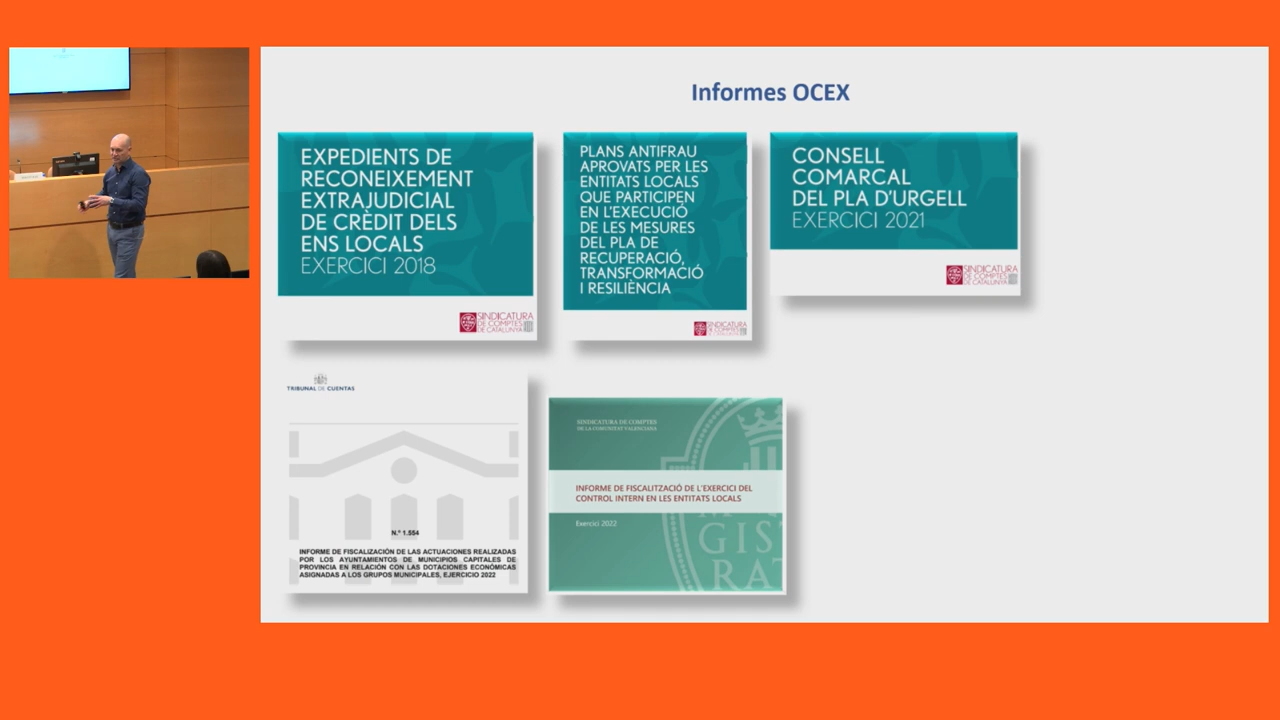 Informes OCEX
EXPEDIENTS DE
RECONEIXEMENT
EXTRAJUDICIAL
DE CRÈDIT DELS
ENS LOCALS
EXERCICI 2018
SINDICATURA
DE COMPTES
DE CATALUNYA
PLANS ANTIFRAU
APROVATS PER LES
ENTITATS LOCALS
QUE PARTICIPEN
EN L'EXECUCIÓ
DE LES MESURES
DEL PLA DE
RECUPERACIÓ,
TRANSFORMACIÓ
I RESILIÈNCIA
SINDICATURA
DE COMPTES
DE CATALUNYA
CONSELL
COMARCAL
DEL PLA D'URGELL
EXERCICI 2021
SINDICATURA
DE COMPTES
DE CATALUNYA
TRIBUNAL DE CUENTAS
N.º 1.554
INFORME DE FISCALIZACIÓN DE LAS ACTUACIONES REALIZADAS
POR LOS AYUNTAMIENTOS DE MUNICIPIOS CAPITALES DE
PROVINCIA EN RELACIÓN CON LAS DOTACIONES ECONÓMICAS
ASIGNADAS A LOS GRUPOS MUNICIPALES, EJERCICIO 2022
SINDICATURA DE COMPTES
DE LA COMUNITAT VALENCIANA
INFORME DE FISCALITZACIÓ DE L'EXERCICI DEL
CONTROL INTERN EN LES ENTITATS LOCALS
Exercici 2022
GIS
RA